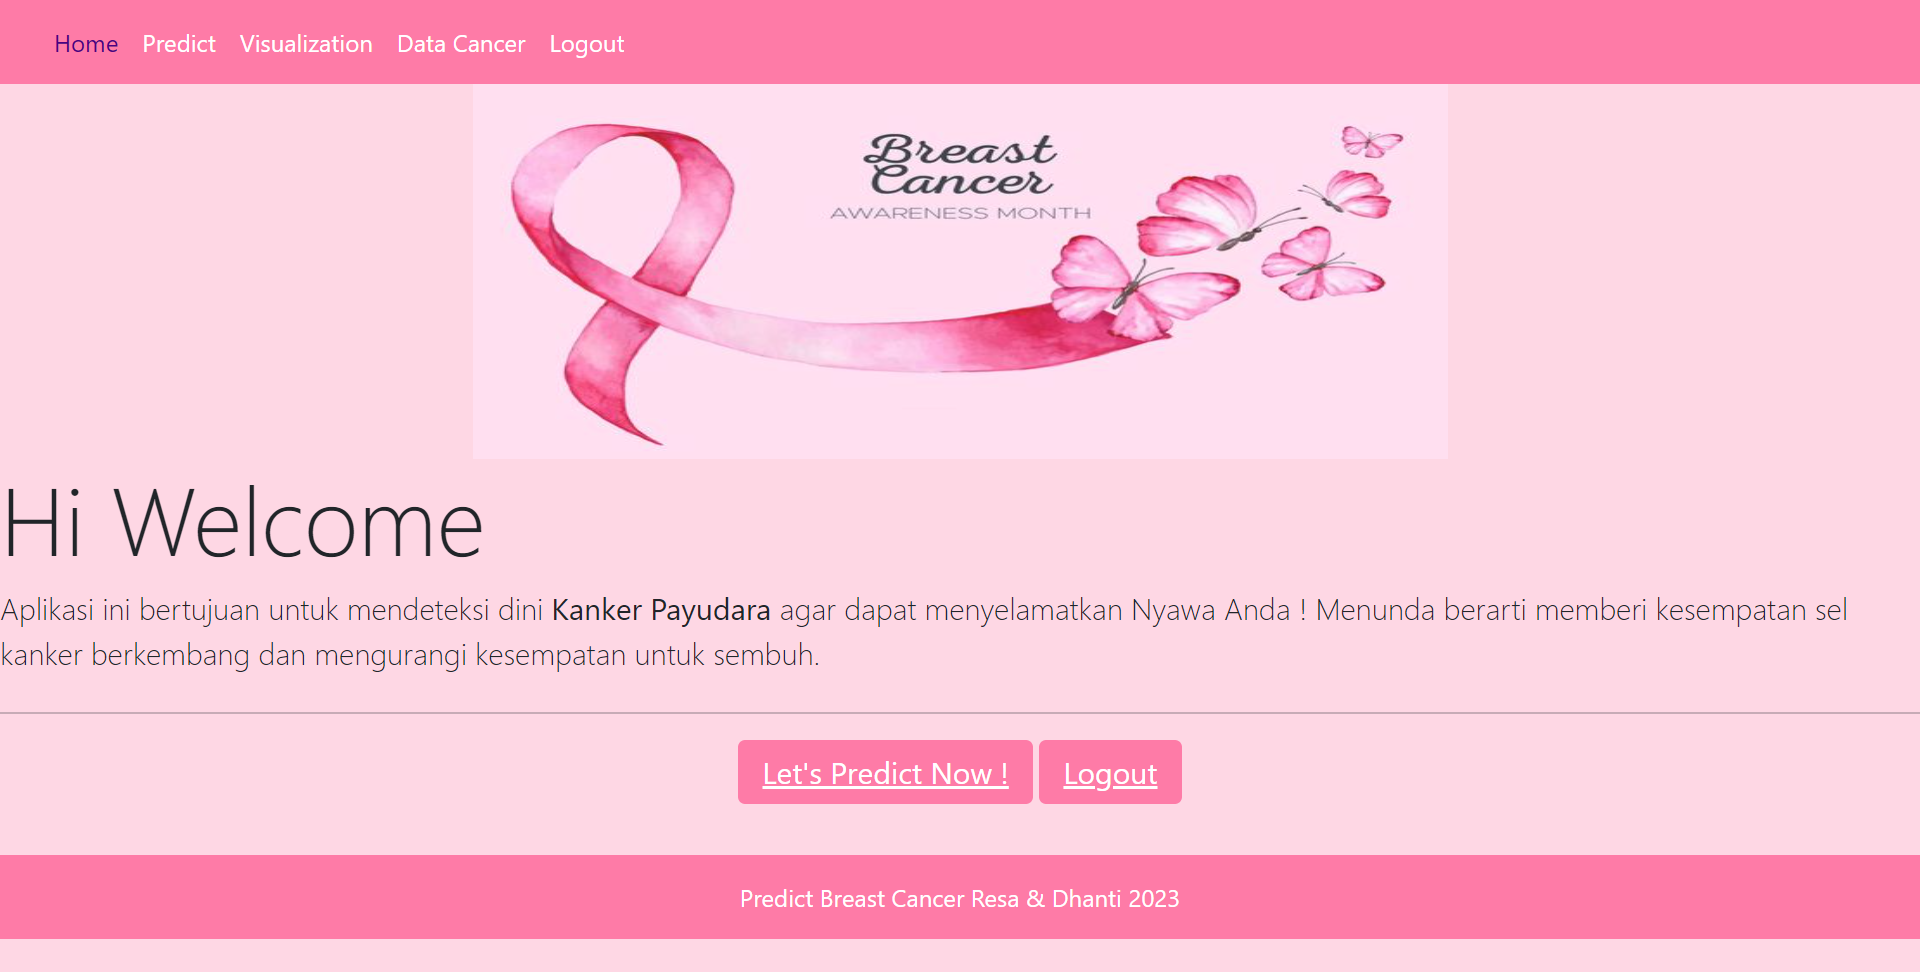 Home Predict Visualization Data Cancer Logout
Breast
Cancer
AWARENESS MONTH
Hi Welcome
Aplikasi ini bertujuan untuk mendeteksi dini Kanker Payudara agar dapat menyelamatkan Nyawa Anda ! Menunda berarti memberi kesempatan sel
kanker berkembang dan mengurangi kesempatan untuk sembuh.
Let's Predict Now ! Logout
Predict Breast Cancer Resa & Dhanti 2023